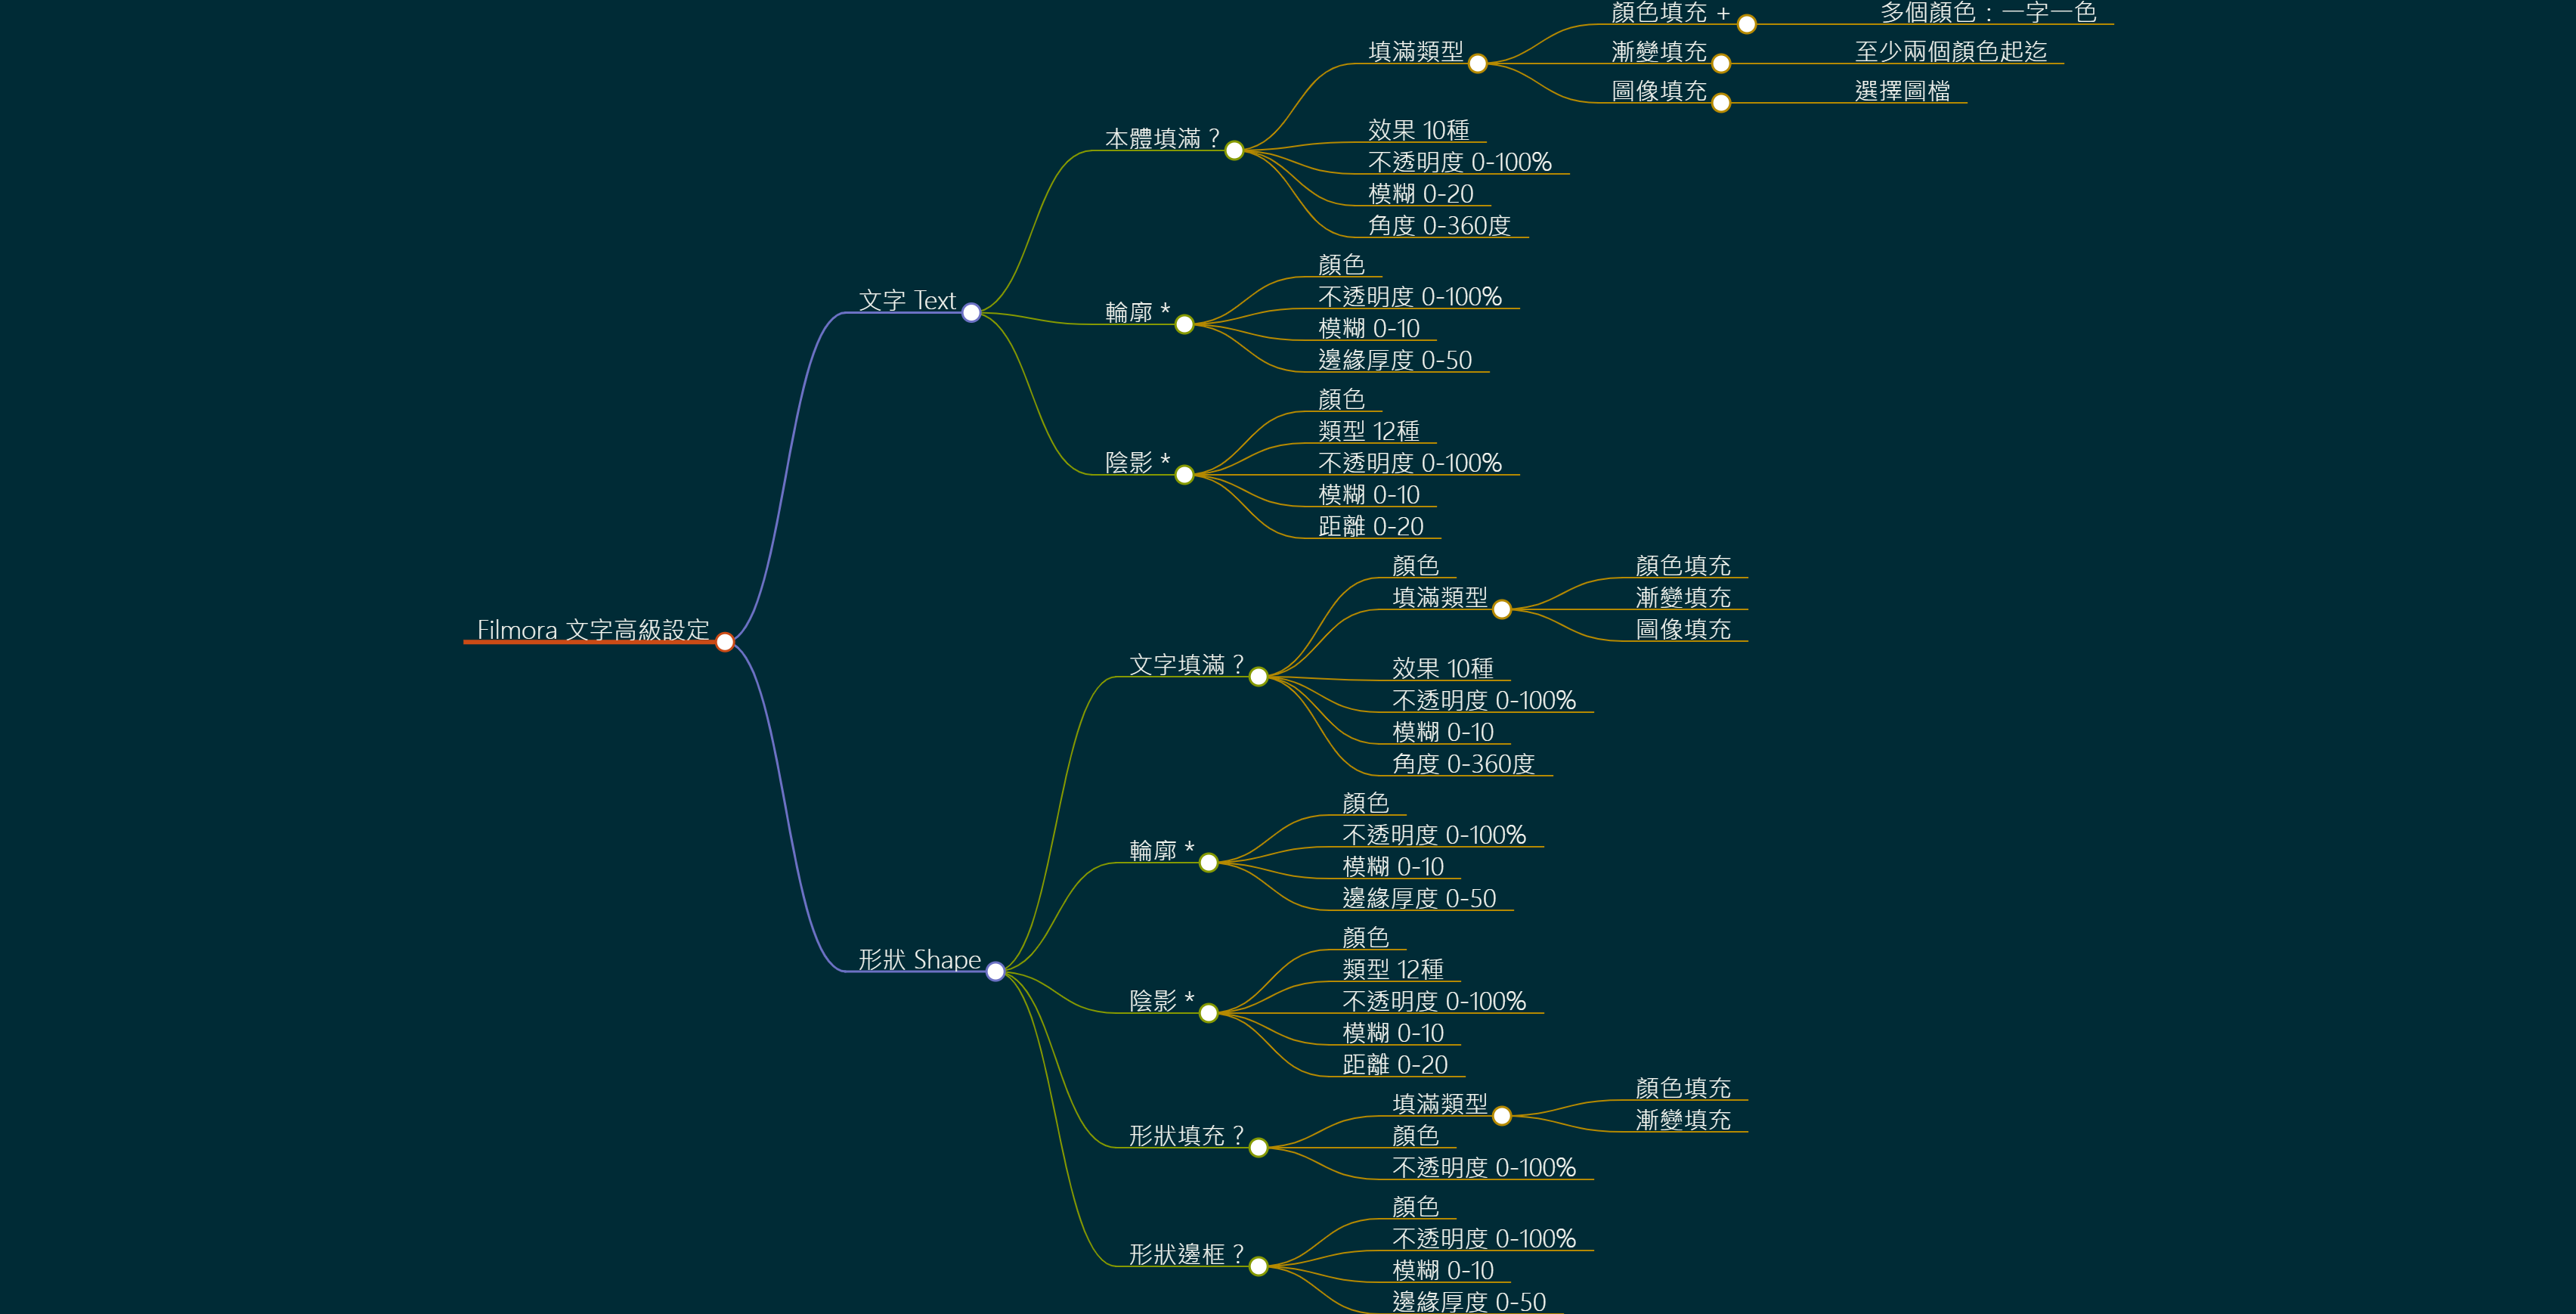 Filmora 文字高級設定
文字 Text
本體填滿？
填滿類型
顏色填充 +
多個顏色：一字一色
漸變填充
至少兩個顏色起迄
圖像填充
選擇圖檔
效果 10種
不透明度 0-100%
模糊 0-20
角度 0-360度
輪廓 *
顏色
不透明度 0-100%
模糊 0-10
邊緣厚度 0-50
陰影 *
顏色
類型 12種
不透明度 0-100%
模糊 0-10
距離 0-20
形狀 Shape
文字填滿？
顏色
填滿類型
顏色填充
漸變填充
圖像填充
效果 10種
不透明度 0-100%
模糊 0-10
角度 0-360度
輪廓 *
顏色
不透明度 0-100%
模糊 0-10
邊緣厚度 0-50
陰影 *
顏色
類型 12種
不透明度 0-100%
模糊 0-10
距離 0-20
形狀填充？
填滿類型
顏色填充
漸變填充
顏色
不透明度 0-100%
形狀邊框？
顏色
不透明度 0-100%
模糊 0-10
邊緣厚度 0-50